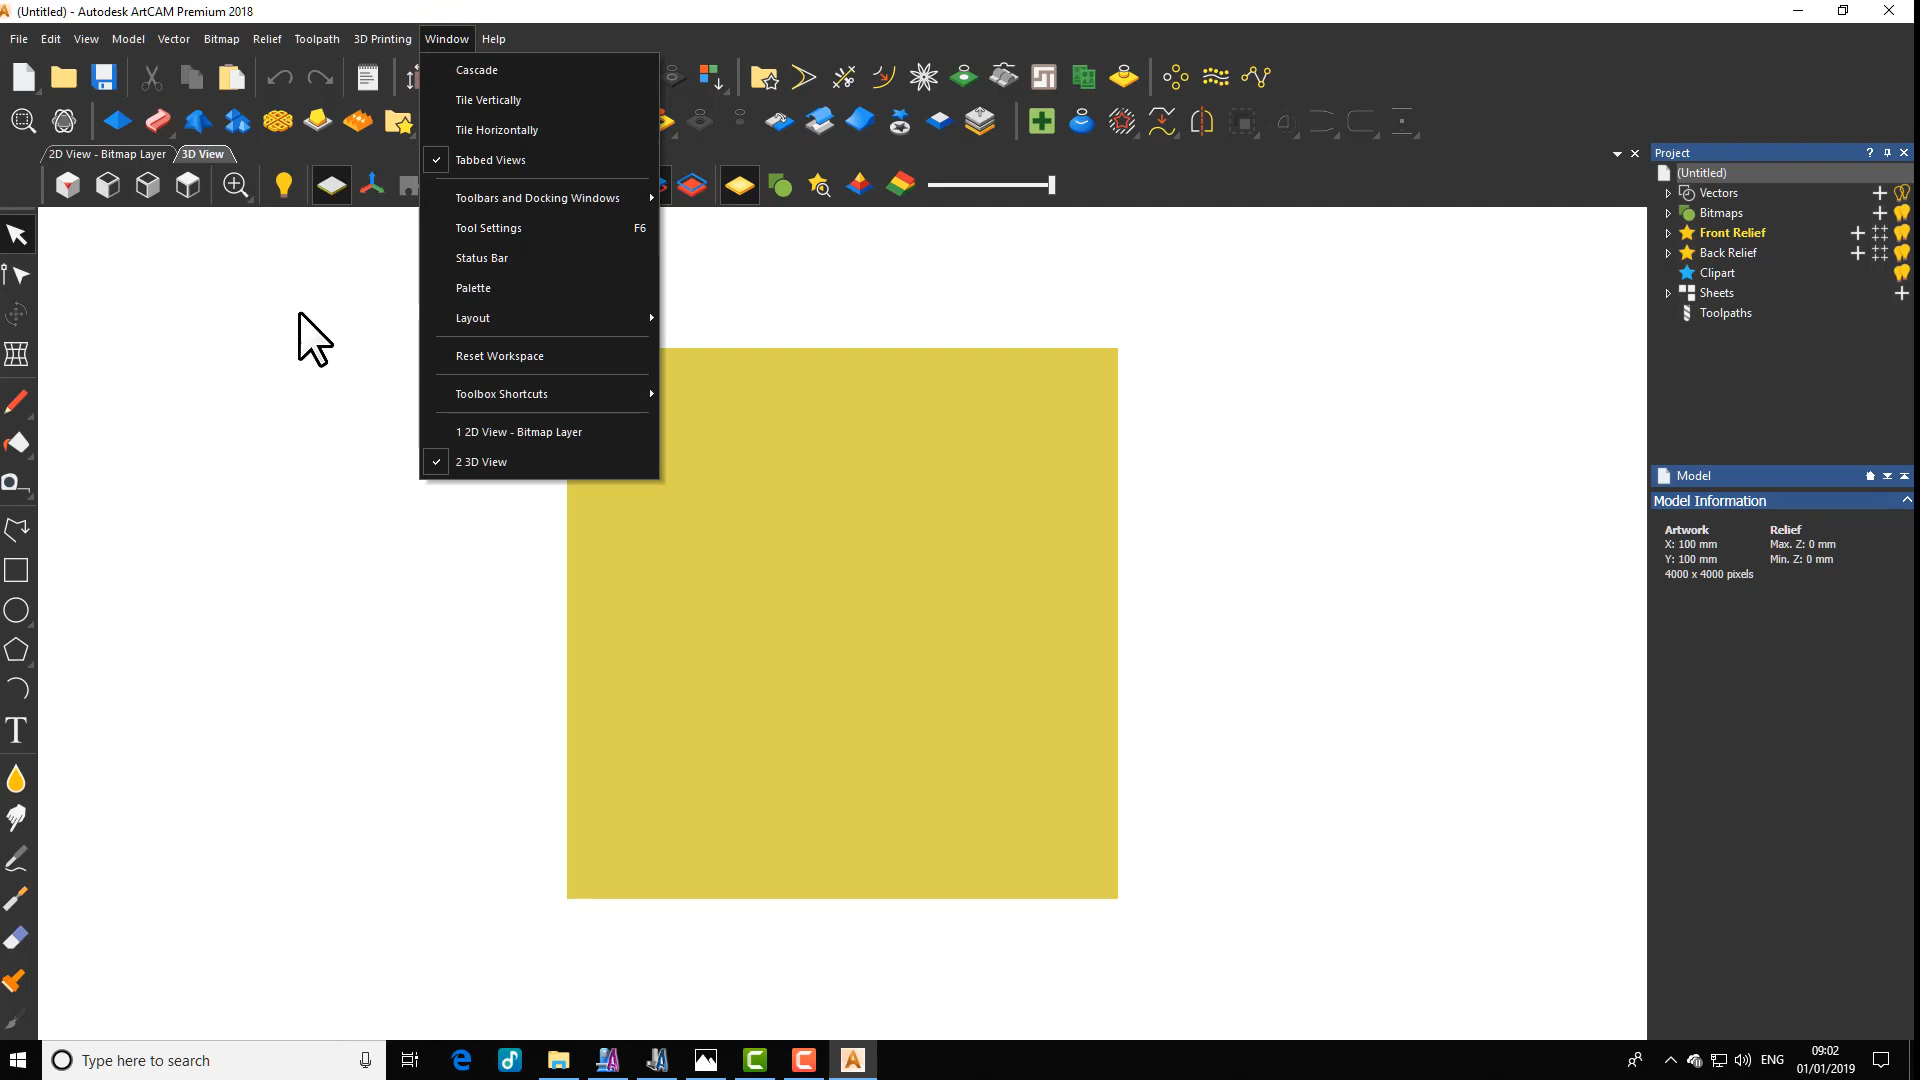 (Untitled) - Autodesk ArtCAM Premium 2018
File Edit View Model Vector Bitmap Relief Toolpath 3D Printing Window Help
Cascade
Tile Vertically
Tile Horizontally
Tabbed Views
Toolbars and Docking Windows
Tool Settings F6
Status Bar
Palette
Layout
Reset Workspace
Toolbox Shortcuts
1 2D View - Bitmap Layer
2 3D View
2D View - Bitmap Layer 3D View
T
Project ?
(Untitled)
Vectors
Bitmaps
Front Relief
Back Relief
Clipart
Sheets
Toolpaths
Model
Model Information
Artwork Relief
X: 100 mm Max. Z: 0 mm
Y: 100 mm Min. Z: 0 mm
4000 x 4000 pixels
Type here to search
ENG
09:02
01/01/2019